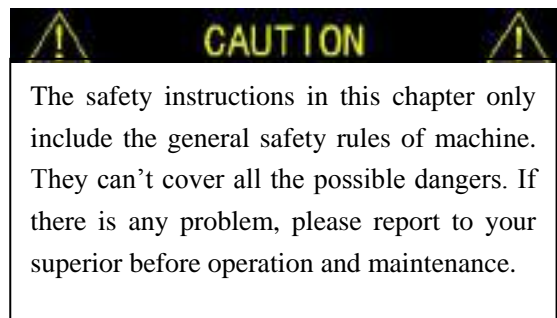 CAUTION
The safety instructions in this chapter only
include the general safety rules of machine.
They can’t cover all the possible dangers. If
there is any problem, please report to your
superior before operation and maintenance.